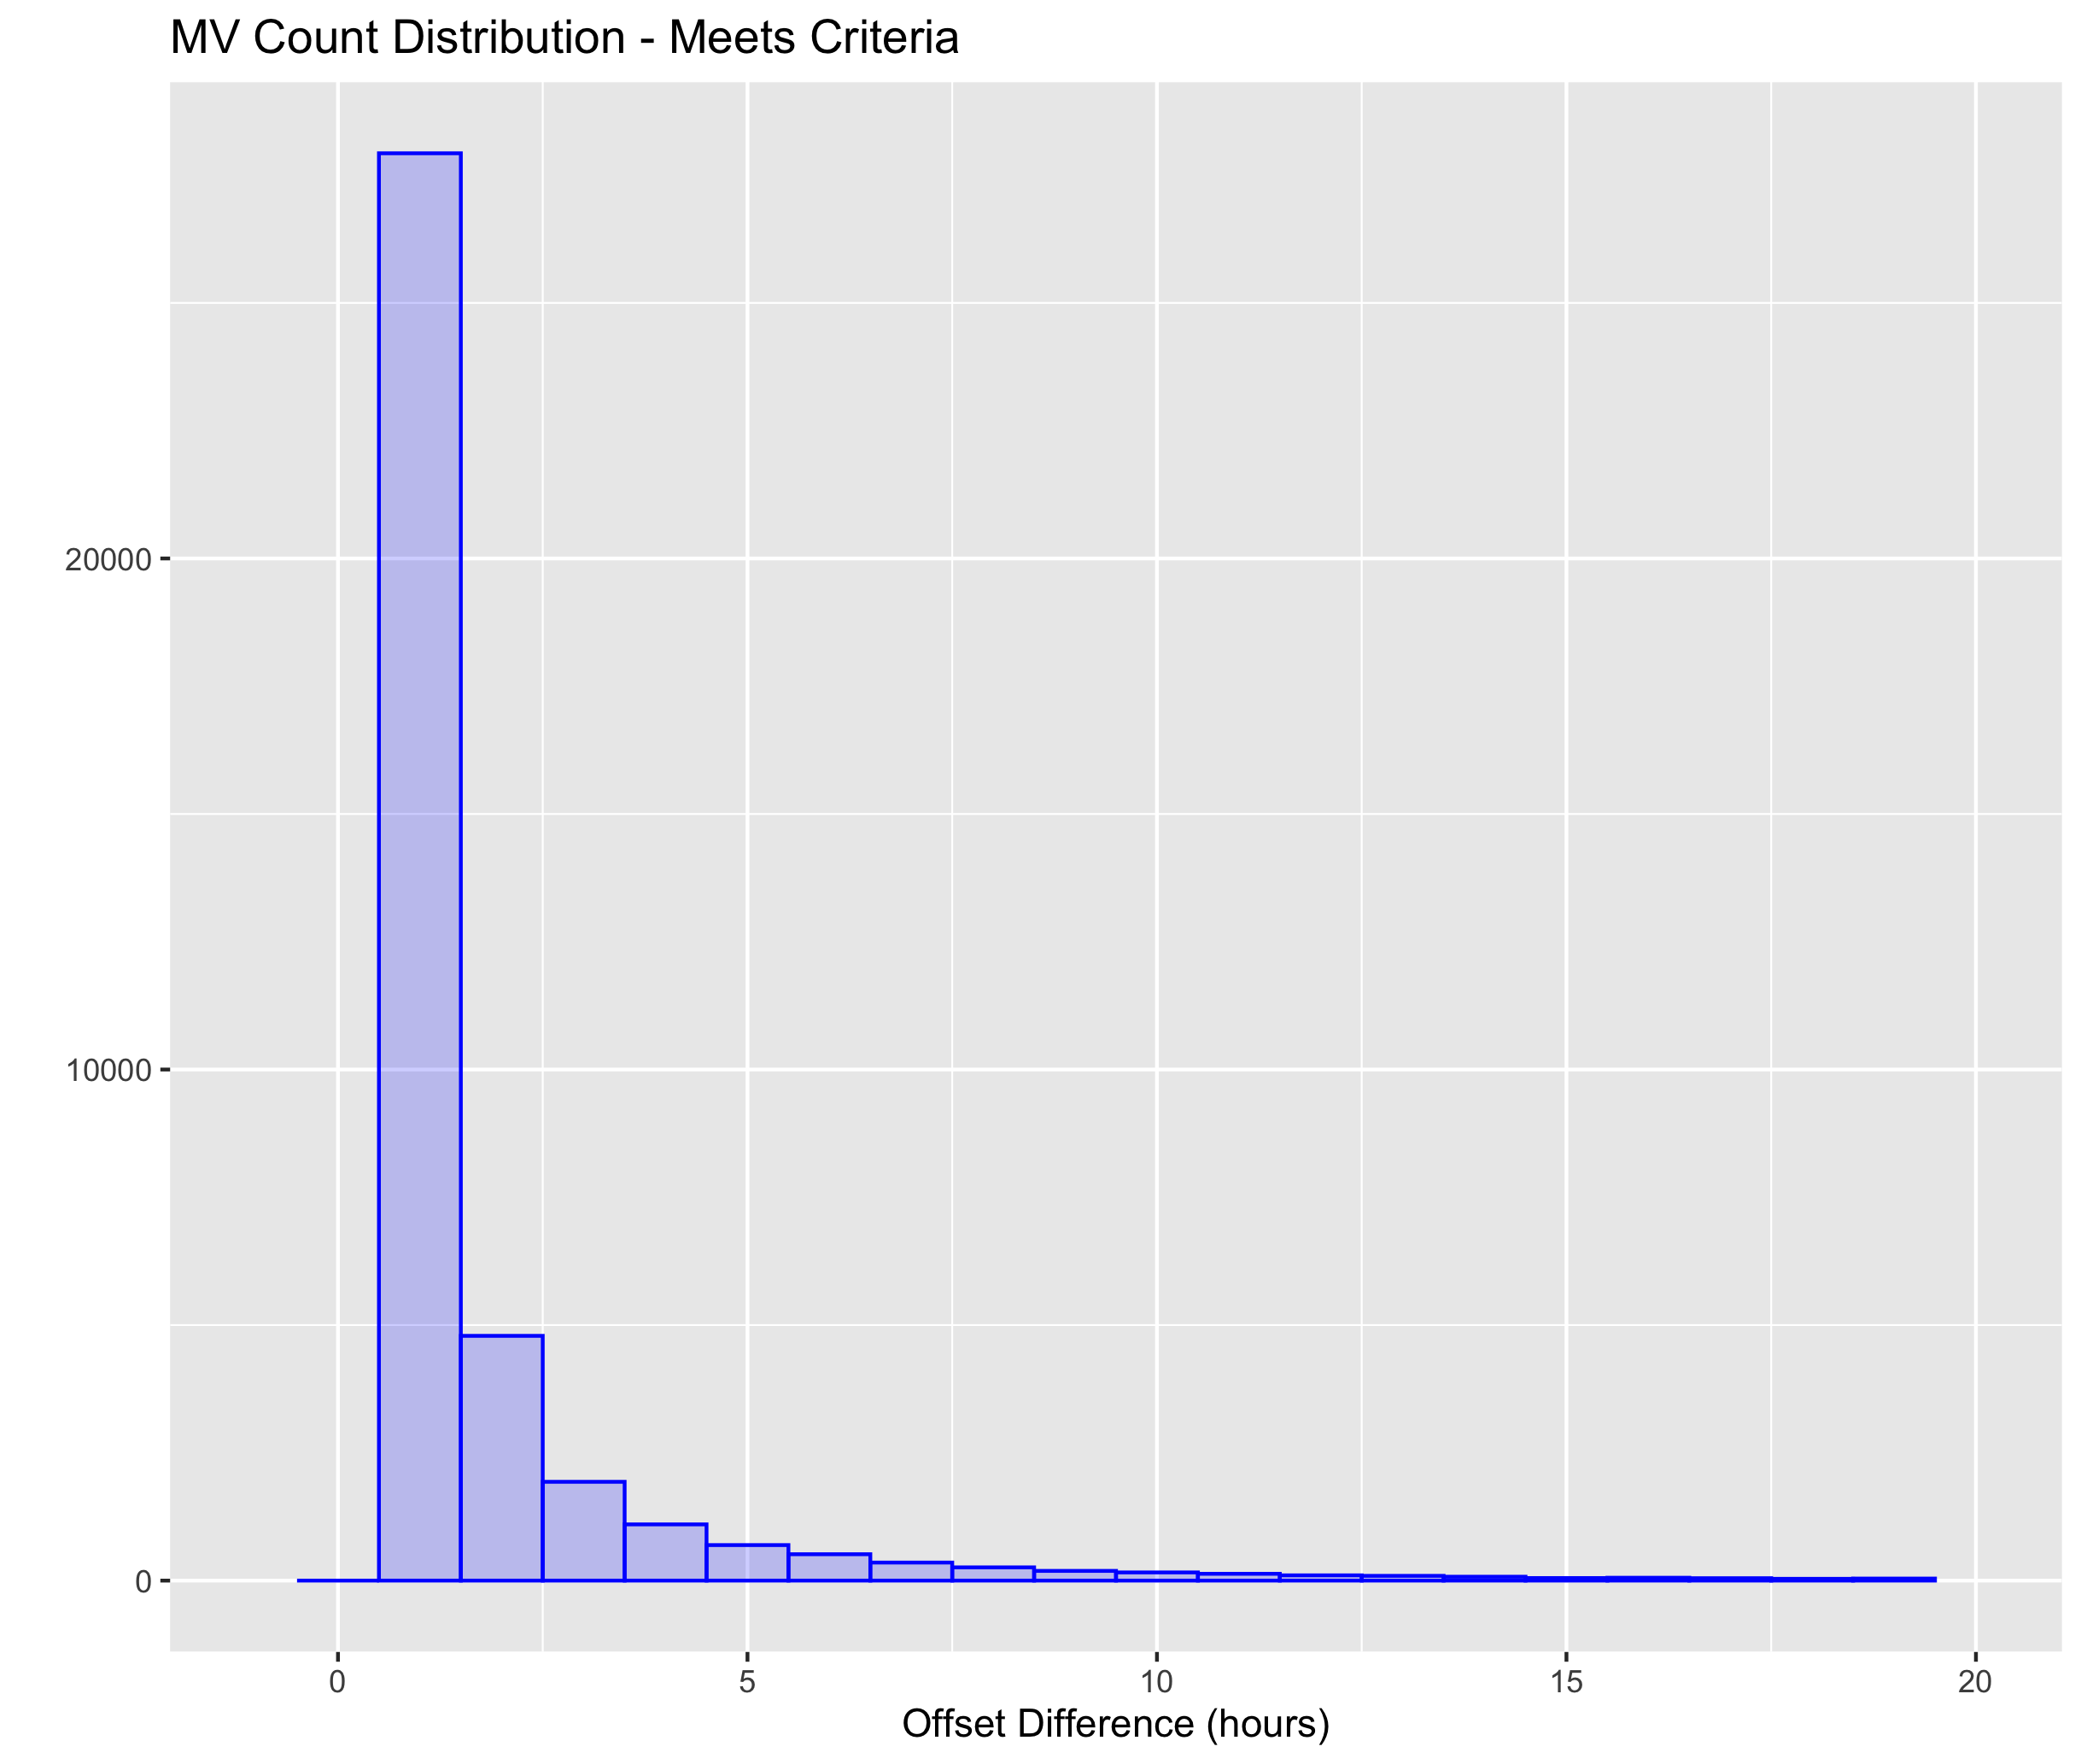 MV Count Distribution - Meets Criteria
20000
10000
0
0 5 10 15 20
Offset Difference (hours)